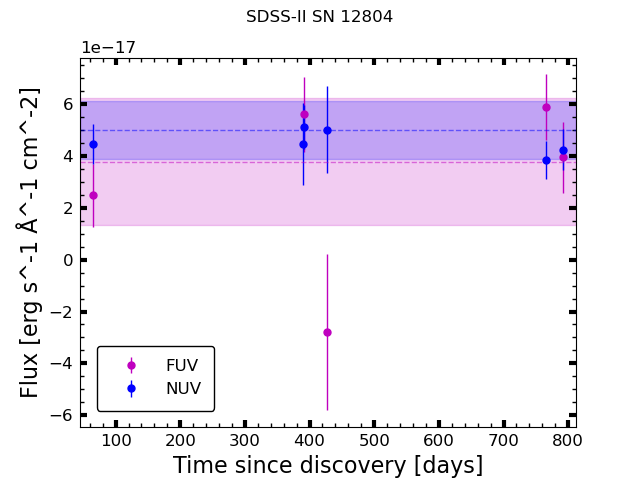 SDSS-II SN 12804
1e−17
Flux [erg s^-1 Å^-1 cm^-2]
6
4
2
0
−2
−4
−6
FUV
NUV
100 200 300 400 500 600 700 800
Time since discovery [days]